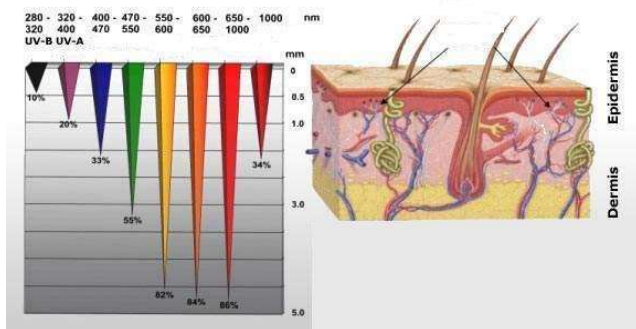 280 - 320 - 400 - 470 - 550 - 600 - 650 - 1000 nm
320 400 470 550 600 650 1000
UV-B UV-A
mm
0
10%
0.5
20%
1.0
33%
34%
55%
3.0
82%
84%
86%
5.0
Epidermis
Dermis